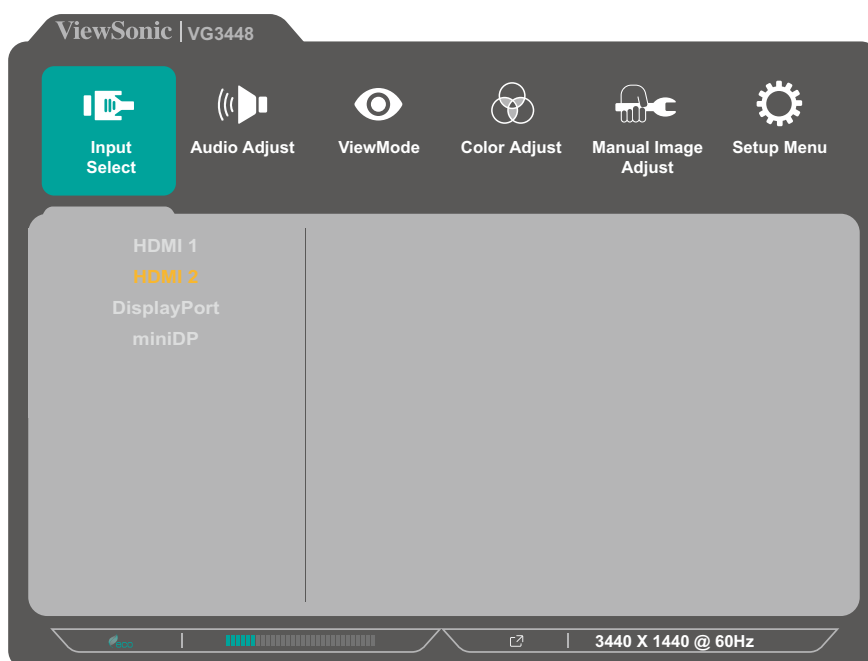 ViewSonic | VG3448
Input Select
Audio Adjust
ViewMode
Color Adjust
Manual Image Adjust
Setup Menu
HDMI 1
HDMI 2
DisplayPort
miniDP
eco
3440 X 1440 @ 60Hz